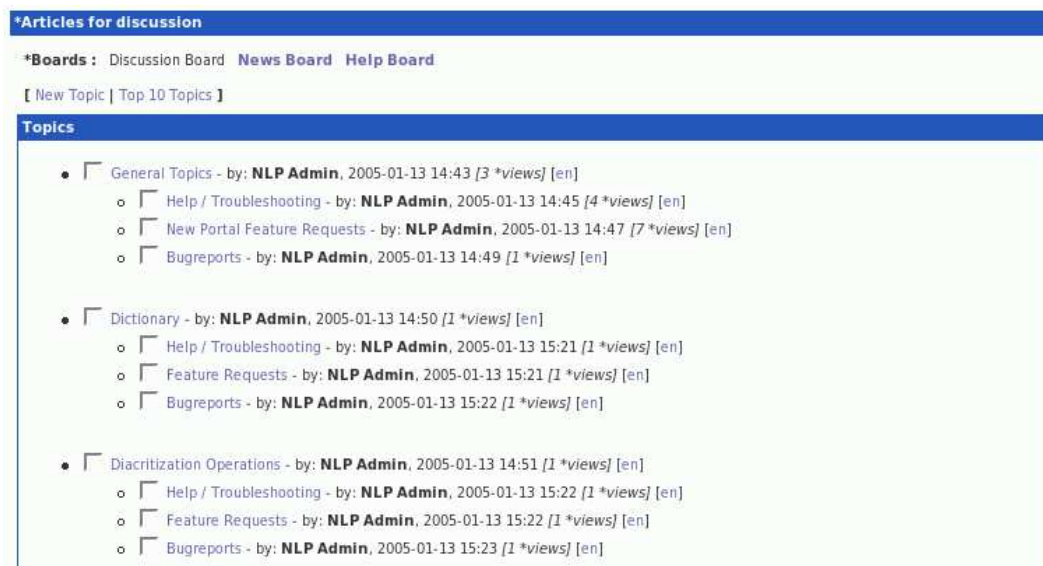 *Articles for discussion
*Boards : Discussion Board News Board Help Board
[ New Topic | Top 10 Topics ]
Topics
General Topics - by: NLP Admin, 2005-01-13 14:43 [3 *views] [en]
Help / Troubleshooting - by: NLP Admin, 2005-01-13 14:45 [4 *views] [en]
New Portal Feature Requests - by: NLP Admin, 2005-01-13 14:47 [7 *views] [en]
Bugreports - by: NLP Admin, 2005-01-13 14:49 [1 *views] [en]
Dictionary - by: NLP Admin, 2005-01-13 14:50 [1 *views] [en]
Help / Troubleshooting - by: NLP Admin, 2005-01-13 15:21 [1 *views] [en]
Feature Requests - by: NLP Admin, 2005-01-13 15:21 [1 *views] [en]
Bugreports - by: NLP Admin, 2005-01-13 15:22 [1 *views] [en]
Diacritization Operations - by: NLP Admin, 2005-01-13 14:51 [1 *views] [en]
Help / Troubleshooting - by: NLP Admin, 2005-01-13 15:22 [1 *views] [en]
Feature Requests - by: NLP Admin, 2005-01-13 15:22 [1 *views] [en]
Bugreports - by: NLP Admin, 2005-01-13 15:23 [1 *views] [en]